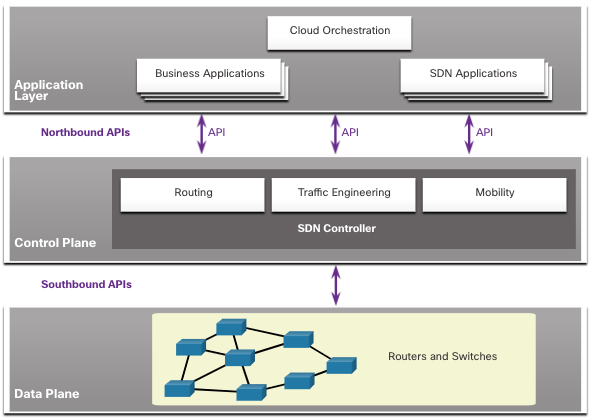 Cloud Orchestration
Business Applications
SDN Applications
Application
Layer
Northbound APIs
API
API
API
Routing
Traffic Engineering
Mobility
SDN Controller
Control Plane
Southbound APIs
Routers and Switches
Data Plane